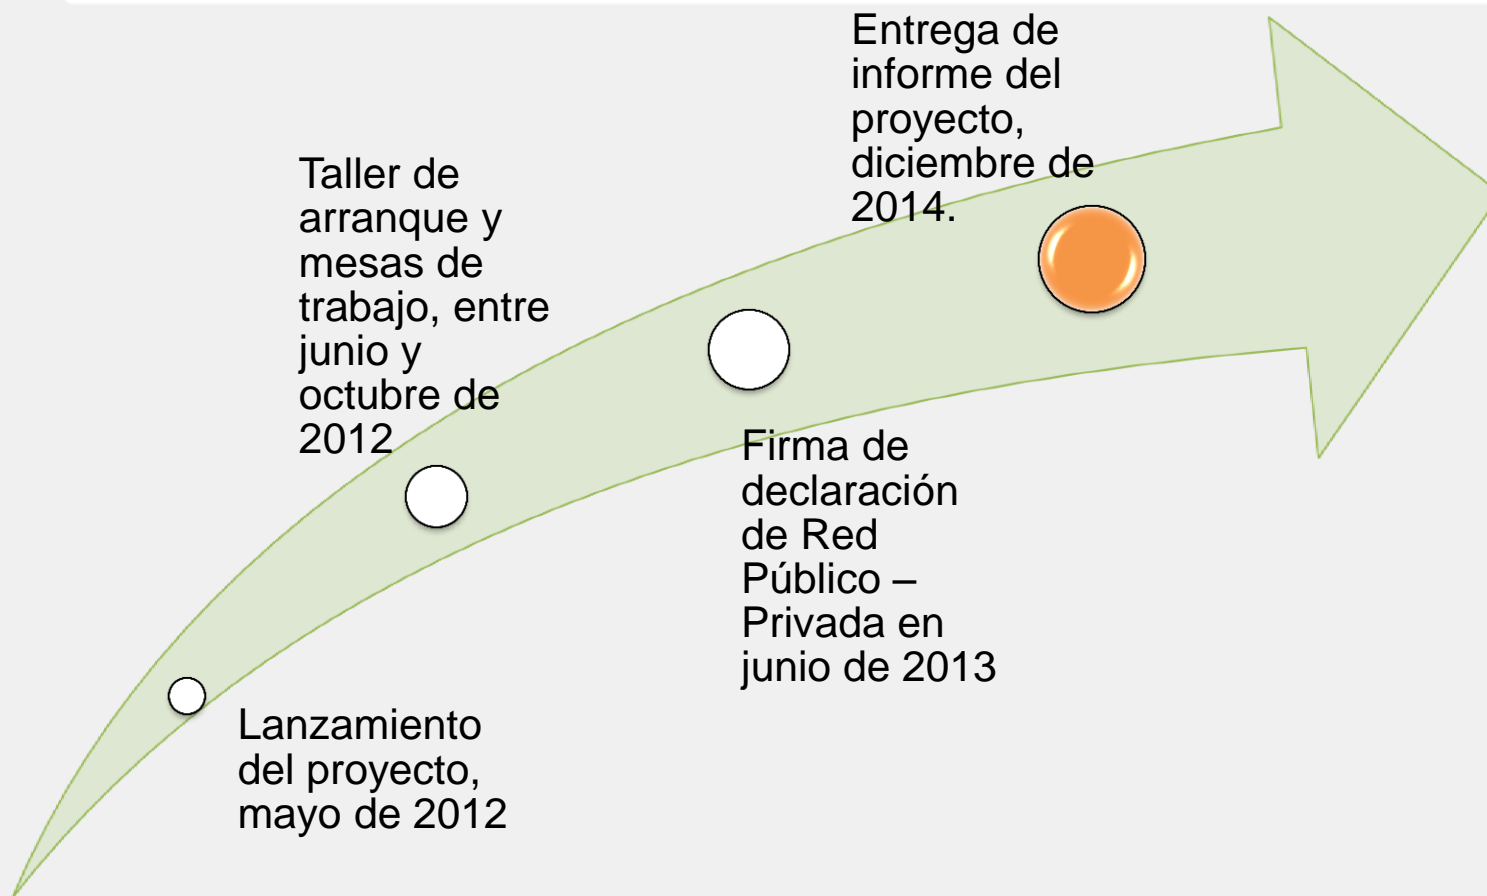 Entrega de
informe del
proyecto,
diciembre de
2014.
Taller de
arranque y
mesas de
trabajo, entre
junio y
octubre de
2012
Firma de
declaración
de Red
Público –
Privada en
junio de 2013
Lanzamiento
del proyecto,
mayo de 2012